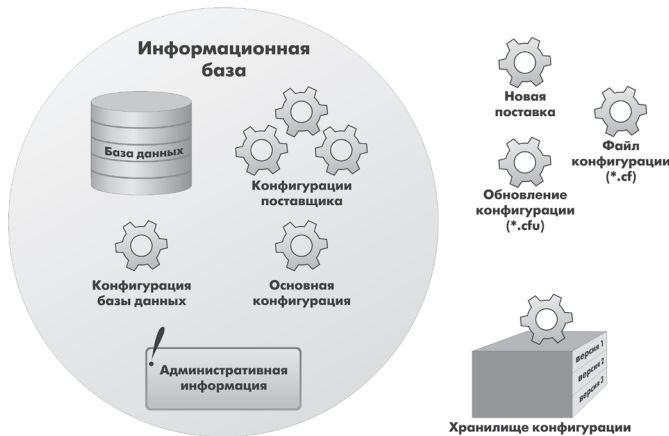 Информационная
база
База данных
Конфигурации
поставщика
Конфигурация
базы данных
Основная
конфигурация
Административная
информация
Новая
поставка
Файл
конфигурации
(*.cf)
Обновление
конфигурации
(*.cfu)
версия 1
версия 2
версия 3
Хранилище конфигурации